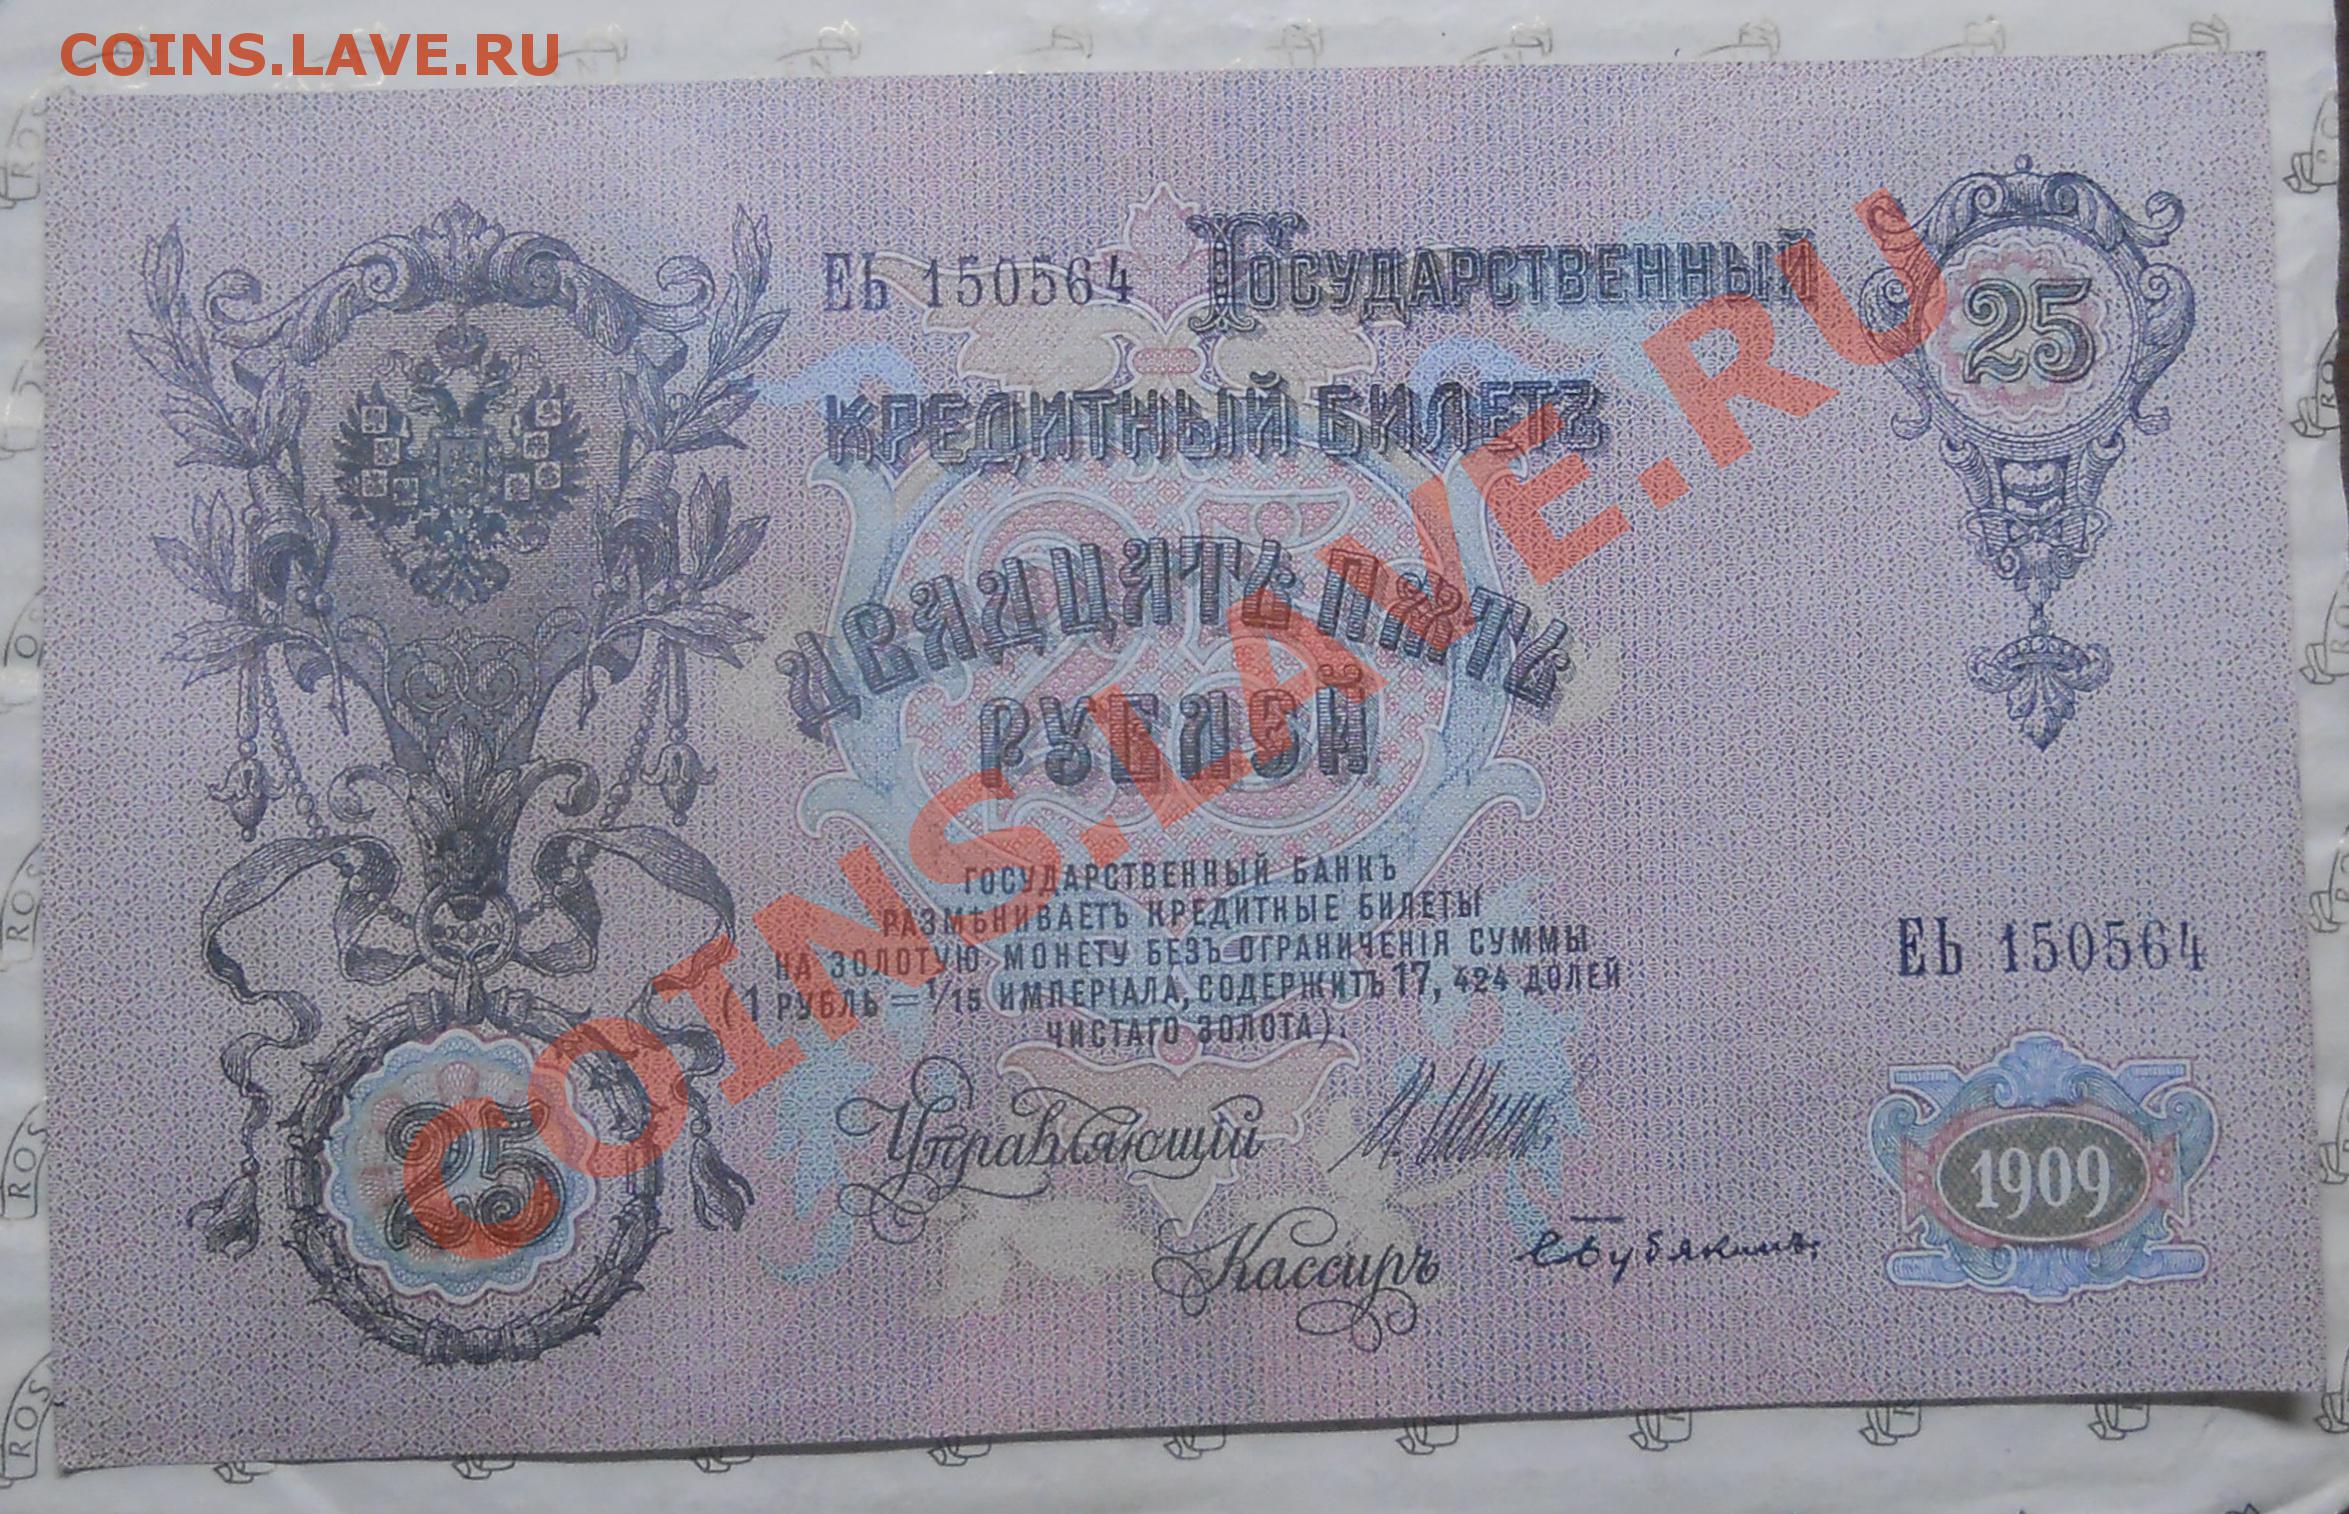 COINS.LAVE.RU
ЕЬ 150564 ГОСУДАРСТВЕННЫЙ
25
КРЕДИТНЫЙ БИЛЕТЪ
ДВАДЦАТЬ ПЯТЬ
РУБЛЕЙ
COINS.LAVE.RU
ГОСУДАРСТВЕННЫЙ БАНКЪ
РАЗМѢНИВАЕТЪ КРЕДИТНЫЕ БИЛЕТЫ
НА ЗОЛОТУЮ МОНЕТУ БЕЗЪ ОГРАНИЧЕНІЯ СУММЫ
(1 РУБЛЬ = 1/15 ИМПЕРІАЛА, СОДЕРЖИТЪ 17, 424 ДОЛЕЙ
ЧИСТАГО ЗОЛОТА).
ЕЬ 150564
25
Управляющій
Кассиръ
1909